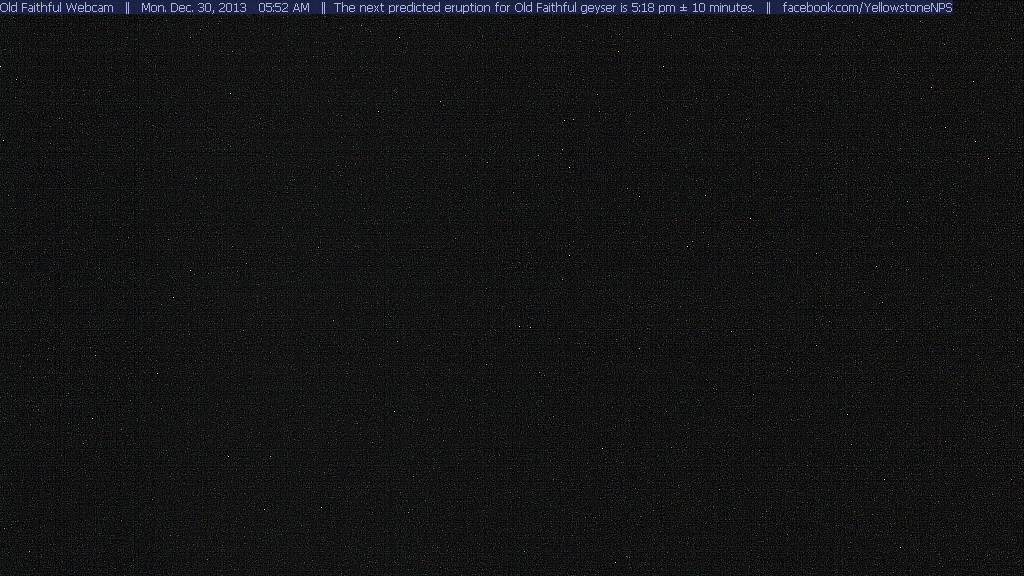 Old Faithful Webcam || Mon. Dec. 30, 2013 05:52 AM || The next predicted eruption for Old Faithful geyser is 5:18 pm ± 10 minutes. || facebook.com/YellowstoneNPS